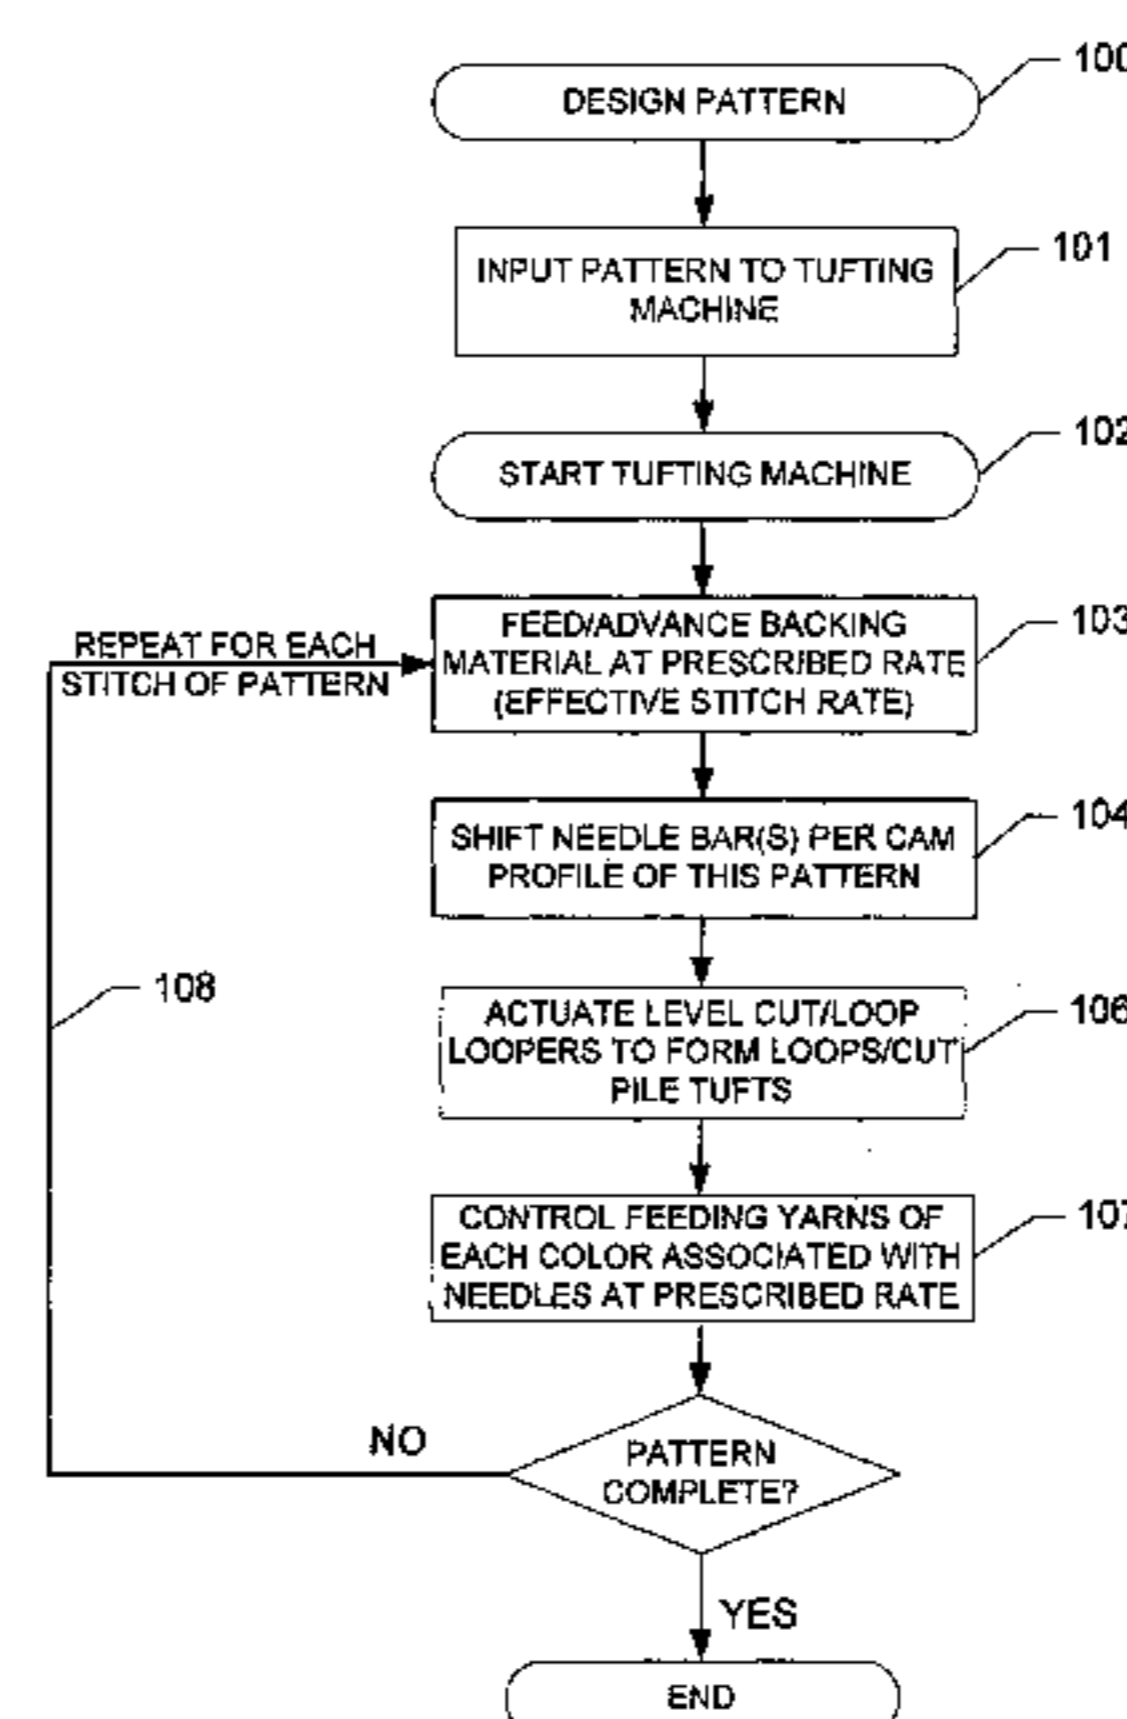 100
DESIGN PATTERN
101
INPUT PATTERN TO TUFTING
MACHINE
102
START TUFTING MACHINE
103
FEED/ADVANCE BACKING
MATERIAL AT PRESCRIBED RATE
(EFFECTIVE STITCH RATE)
REPEAT FOR EACH
STITCH OF PATTERN
104
SHIFT NEEDLE BAR(S) PER CAM
PROFILE OF THIS PATTERN
108
106
ACTUATE LEVEL CUT/LOOP
LOOPERS TO FORM LOOPS/CUT
PILE TUFTS
107
CONTROL FEEDING YARNS OF
EACH COLOR ASSOCIATED WITH
NEEDLES AT PRESCRIBED RATE
NO
PATTERN
COMPLETE?
YES
END